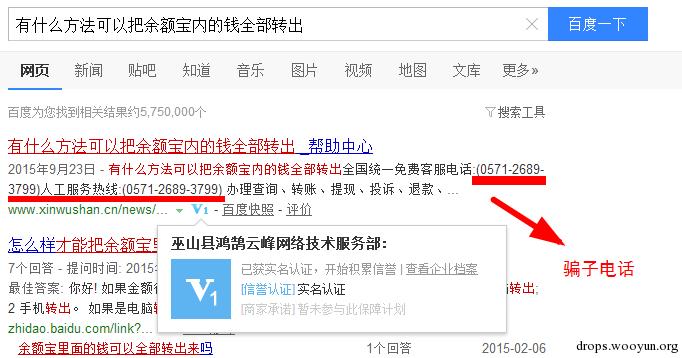 有什么方法可以把余额宝内的钱全部转出
百度一下
网页 新闻 贴吧 知道 音乐 图片 视频 地图 文库 更多»
百度为您找到相关结果约5,750,000个 搜索工具
有什么方法可以把余额宝内的钱全部转出_帮助中心
2015年9月23日 - 有什么方法可以把余额宝内的钱全部转出全国统一免费客服电话:(0571-2689-
3799)人工服务热线:(0571-2689-3799) 办理查询、转账、提现、投诉、退款、...
www.xinwushan.cn/news/... V1 - 百度快照 - 评价
巫山县鸿鹄云峰网络技术服务部:
怎么样才能把余额宝里
7个回答 - 提问时间: 2015
已获实名认证，开始积累信誉 | 查看企业档案
骗子电话
最佳答案: 你好! 如果金额
V1
[信誉认证] 实名认证
转出;
2 手机转出。 如果是电脑
[商家承诺] 暂未参与此保障计划
zhidao.baidu.com/link?...
余额宝里面的钱可以全部转出来吗 1个回答 2015-02-06
drops.wooyun.org